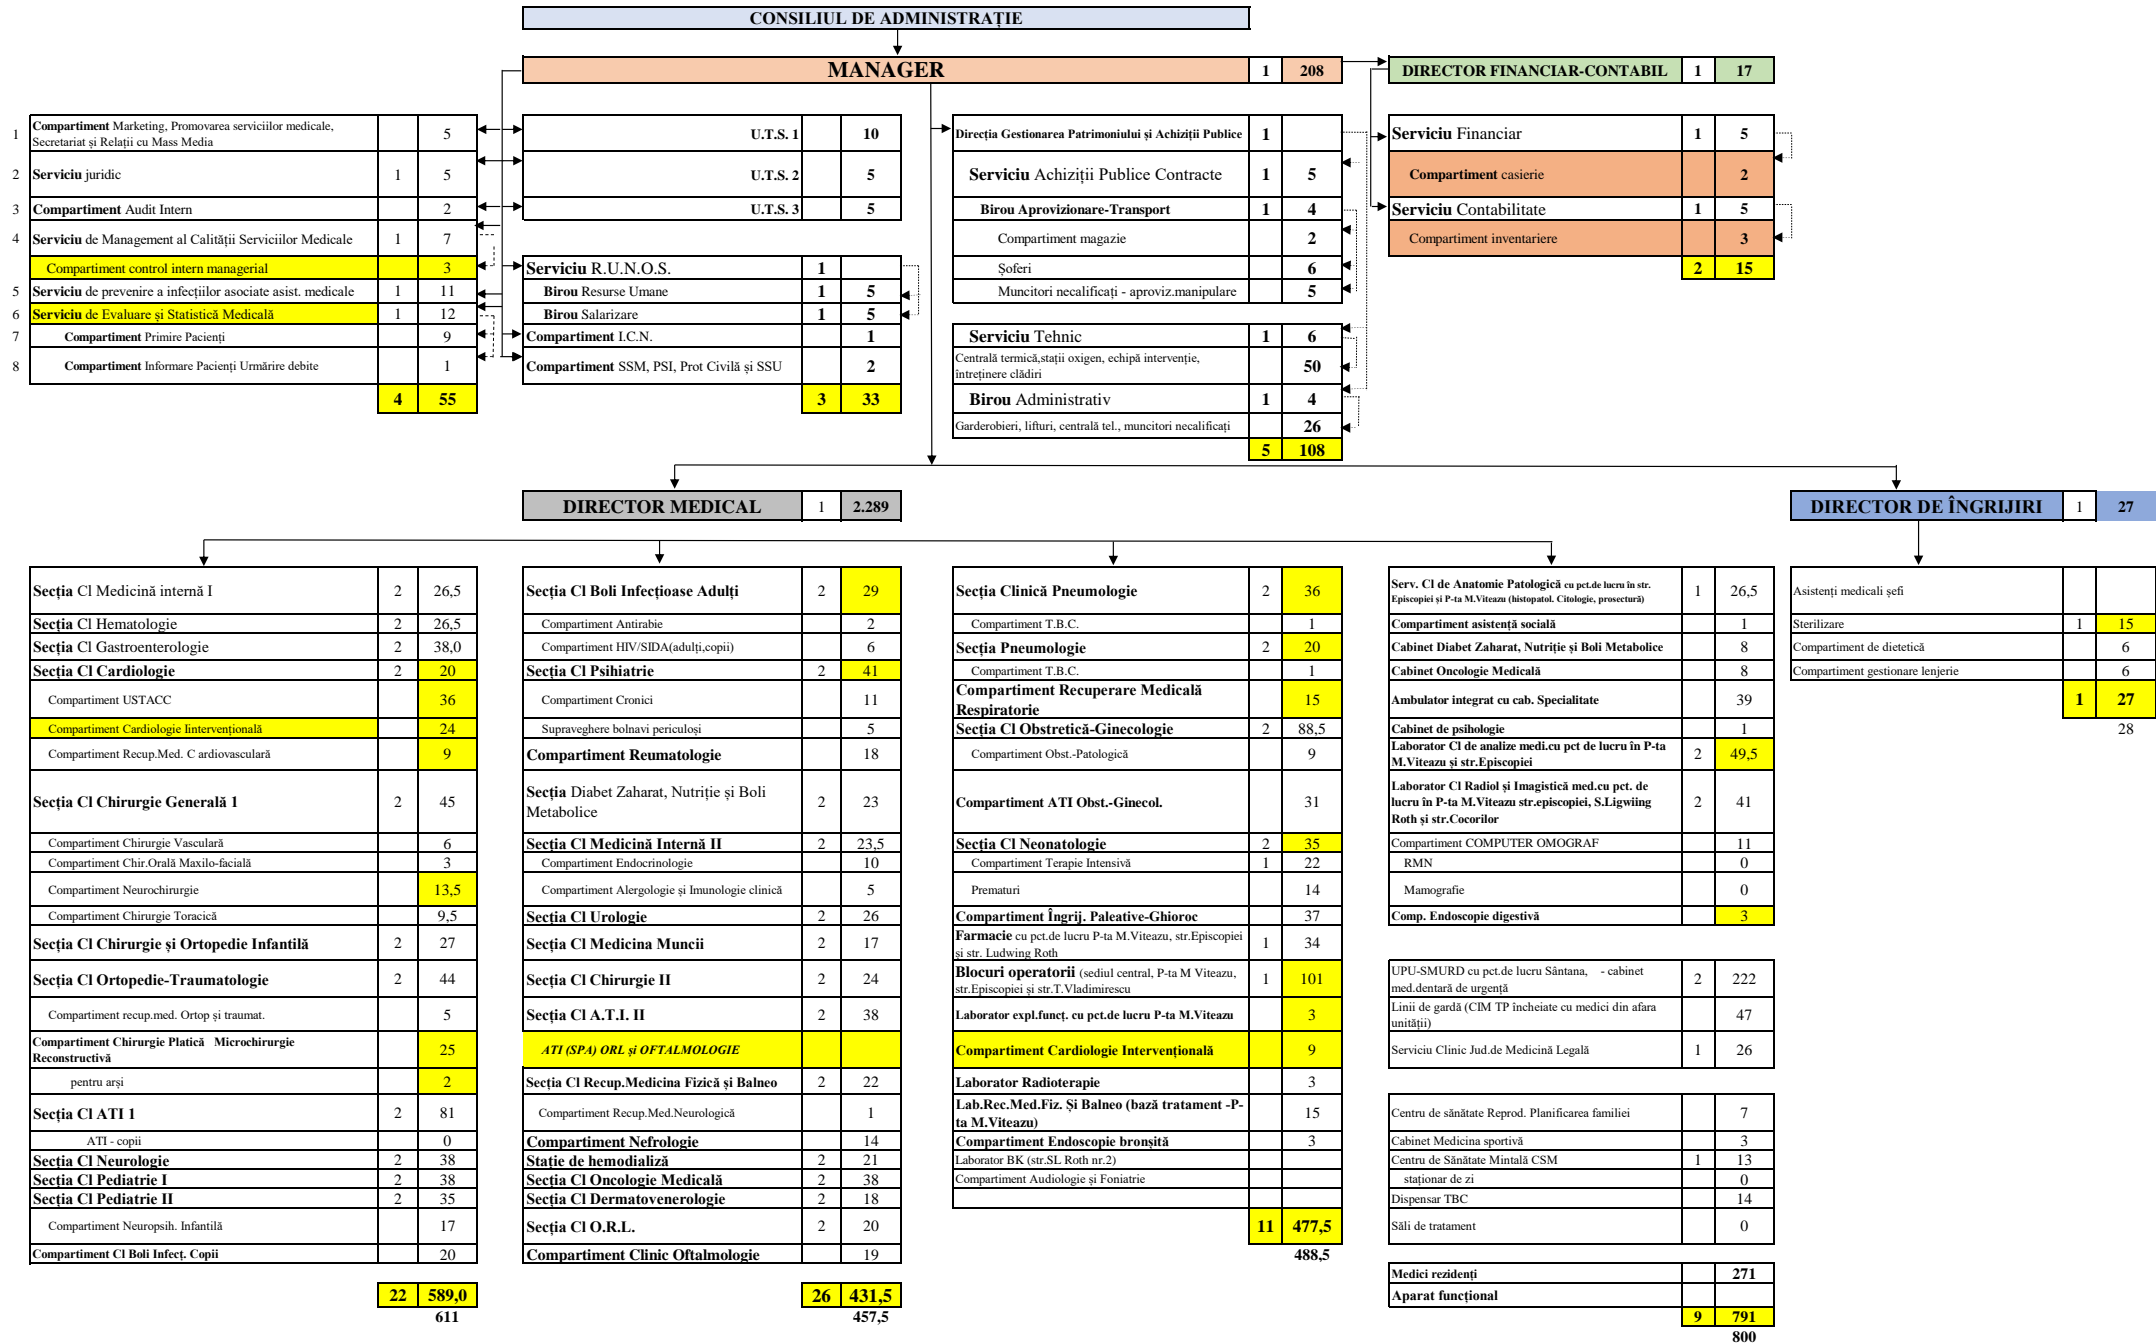 CONSILIUL DE ADMINISTRAȚIE
MANAGER 1 208
DIRECTOR FINANCIAR-CONTABIL 1 17
1 Compartiment Marketing, Promovarea serviciilor medicale,
Secretariat și Relații cu Mass Media 5
2 Serviciu juridic 1 5
3 Compartiment Audit Intern 2
4 Serviciu de Management al Calității Serviciilor Medicale 1 7
Compartiment control intern managerial 3
5 Serviciu de prevenire a infecțiilor asociate asist. medicale 1 11
6 Serviciu de Evaluare și Statistică Medicală 1 12
7 Compartiment Primire Pacienți 9
8 Compartiment Informare Pacienți Urmărire debite 1
4 55
U.T.S. 1 10
U.T.S. 2 5
U.T.S. 3 5
Serviciu R.U.N.O.S. 1
Birou Resurse Umane 1 5
Birou Salarizare 1 5
Compartiment I.C.N. 1
Compartiment SSM, PSI, Prot Civilă și SSU 2
3 33
Direcția Gestionarea Patrimoniului și Achiziții Publice 1
Serviciu Achiziții Publice Contracte 1 5
Birou Aprovizionare-Transport 1 4
Compartiment magazie 2
Șoferi 6
Muncitori necalificați - aproviz.manipulare 5
Serviciu Tehnic 1 6
Centrală termică,stații oxigen, echipă intervenție,
întreținere clădiri 50
Birou Administrativ 1 4
Garderobieri, lifturi, centrală tel., muncitori necalificați 26
5 108
Serviciu Financiar 1 5
Compartiment casierie 2
Serviciu Contabilitate 1 5
Compartiment inventariere 3
2 15
DIRECTOR MEDICAL 1 2.289
DIRECTOR DE ÎNGRIJIRI 1 27
Secția Cl Medicină internă I 2 26,5
Secția Cl Hematologie 2 26,5
Secția Cl Gastroenterologie 2 38,0
Secția Cl Cardiologie 2 20
Compartiment USTACC 36
Compartiment Cardiologie Iintervențională 24
Compartiment Recup.Med. C ardiovasculară 9
Secția Cl Chirurgie Generală 1 2 45
Compartiment Chirurgie Vasculară 6
Compartiment Chir.Orală Maxilo-facială 3
Compartiment Neurochirurgie 13,5
Compartiment Chirurgie Toracică 9,5
Secția Cl Chirurgie și Ortopedie Infantilă 2 27
Secția Cl Ortopedie-Traumatologie 2 44
Compartiment recup.med. Ortop și traumat. 5
Compartiment Chirurgie Platică Microchirurgie
Reconstructivă 25
pentru arși 2
Secția Cl ATI 1 2 81
ATI - copii 0
Secția Cl Neurologie 2 38
Secția Cl Pediatrie I 2 38
Secția Cl Pediatrie II 2 35
Compartiment Neuropsih. Infantilă 17
Compartiment Cl Boli Infecț. Copii 20
22 589,0
611
Secția Cl Boli Infecțioase Adulți 2 29
Compartiment Antirabie 2
Compartiment HIV/SIDA(adulți,copii) 6
Secția Cl Psihiatrie 2 41
Compartiment Cronici 11
Supraveghere bolnavi periculoși 5
Compartiment Reumatologie 18
Secția Diabet Zaharat, Nutriție și Boli
Metabolice 2 23
Secția Cl Medicină Internă II 2 23,5
Compartiment Endocrinologie 10
Compartiment Alergologie și Imunologie clinică 5
Secția Cl Urologie 2 26
Secția Cl Medicina Muncii 2 17
Secția Cl Chirurgie II 2 24
Secția Cl A.T.I. II 2 38
ATI (SPA) ORL și OFTALMOLOGIE
Secția Cl Recup.Medicina Fizică și Balneo 2 22
Compartiment Recup.Med.Neurologică 1
Compartiment Nefrologie 14
Stație de hemodializă 2 21
Secția Cl Oncologie Medicală 2 38
Secția Cl Dermatovenerologie 2 18
Secția Cl O.R.L. 2 20
Compartiment Clinic Oftalmologie 19
26 431,5
457,5
Secția Clinică Pneumologie 2 36
Compartiment T.B.C. 1
Secția Pneumologie 2 20
Compartiment T.B.C. 1
Compartiment Recuperare Medicală
Respiratorie 15
Secția Cl Obstretică-Ginecologie 2 88,5
Compartiment Obst.-Patologică 9
Compartiment ATI Obst.-Ginecol. 31
Secția Cl Neonatologie 2 35
Compartiment Terapie Intensivă 1 22
Prematuri 14
Compartiment Îngrij. Paleative-Ghioroc 37
Farmacie cu pct.de lucru P-ta M.Viteazu, str.Episcopiei
și str. Ludwing Roth 1 34
Blocuri operatorii (sediul central, P-ta M Viteazu,
str.Episcopiei și str.T.Vladimirescu 1 101
Laborator expl.funcț. cu pct.de lucru P-ta M.Viteazu 3
Compartiment Cardiologie Intervențională 9
Laborator Radioterapie 3
Lab.Rec.Med.Fiz. Și Balneo (bază tratament -P-
ta M.Viteazu) 15
Compartiment Endoscopie bronșită 3
Laborator BK (str.SL Roth nr.2)
Compartiment Audiologie și Foniatrie
11 477,5
488,5
Serv. Cl de Anatomie Patologică cu pct.de lucru în str.
Episcopiei și P-ta M.Viteazu (histopatol. Citologie, prosectură) 1 26,5
Compartiment asistență socială 1
Cabinet Diabet Zaharat, Nutriție și Boli Metabolice 8
Cabinet Oncologie Medicală 8
Ambulator integrat cu cab. Specialitate 39
Cabinet de psihologie 1
Laborator Cl de analize medi.cu pct de lucru în P-ta
M.Viteazu și str.Episcopiei 2 49,5
Laborator Cl Radiol și Imagistică med.cu pct. de
lucru în P-ta M.Viteazu str.episcopiei, S.Ligwiing
Roth și str.Cocorilor 2 41
Compartiment COMPUTER OMOGRAF 11
RMN 0
Mamografie 0
Comp. Endoscopie digestivă 3
UPU-SMURD cu pct.de lucru Sântana, - cabinet
med.dentară de urgență 2 222
Linii de gardă (CIM TP încheiate cu medici din afara
unității) 47
Serviciu Clinic Jud.de Medicină Legală 1 26
Centru de sănătate Reprod. Planificarea familiei 7
Cabinet Medicina sportivă 3
Centru de Sănătate Mintală CSM 1 13
staționar de zi 0
Dispensar TBC 14
Săli de tratament 0
Medici rezidenți 271
Aparat funcțional
9 791
800
Asistenți medicali șefi
Sterilizare 1 15
Compartiment de dietetică 6
Compartiment gestionare lenjerie 6
1 27
28